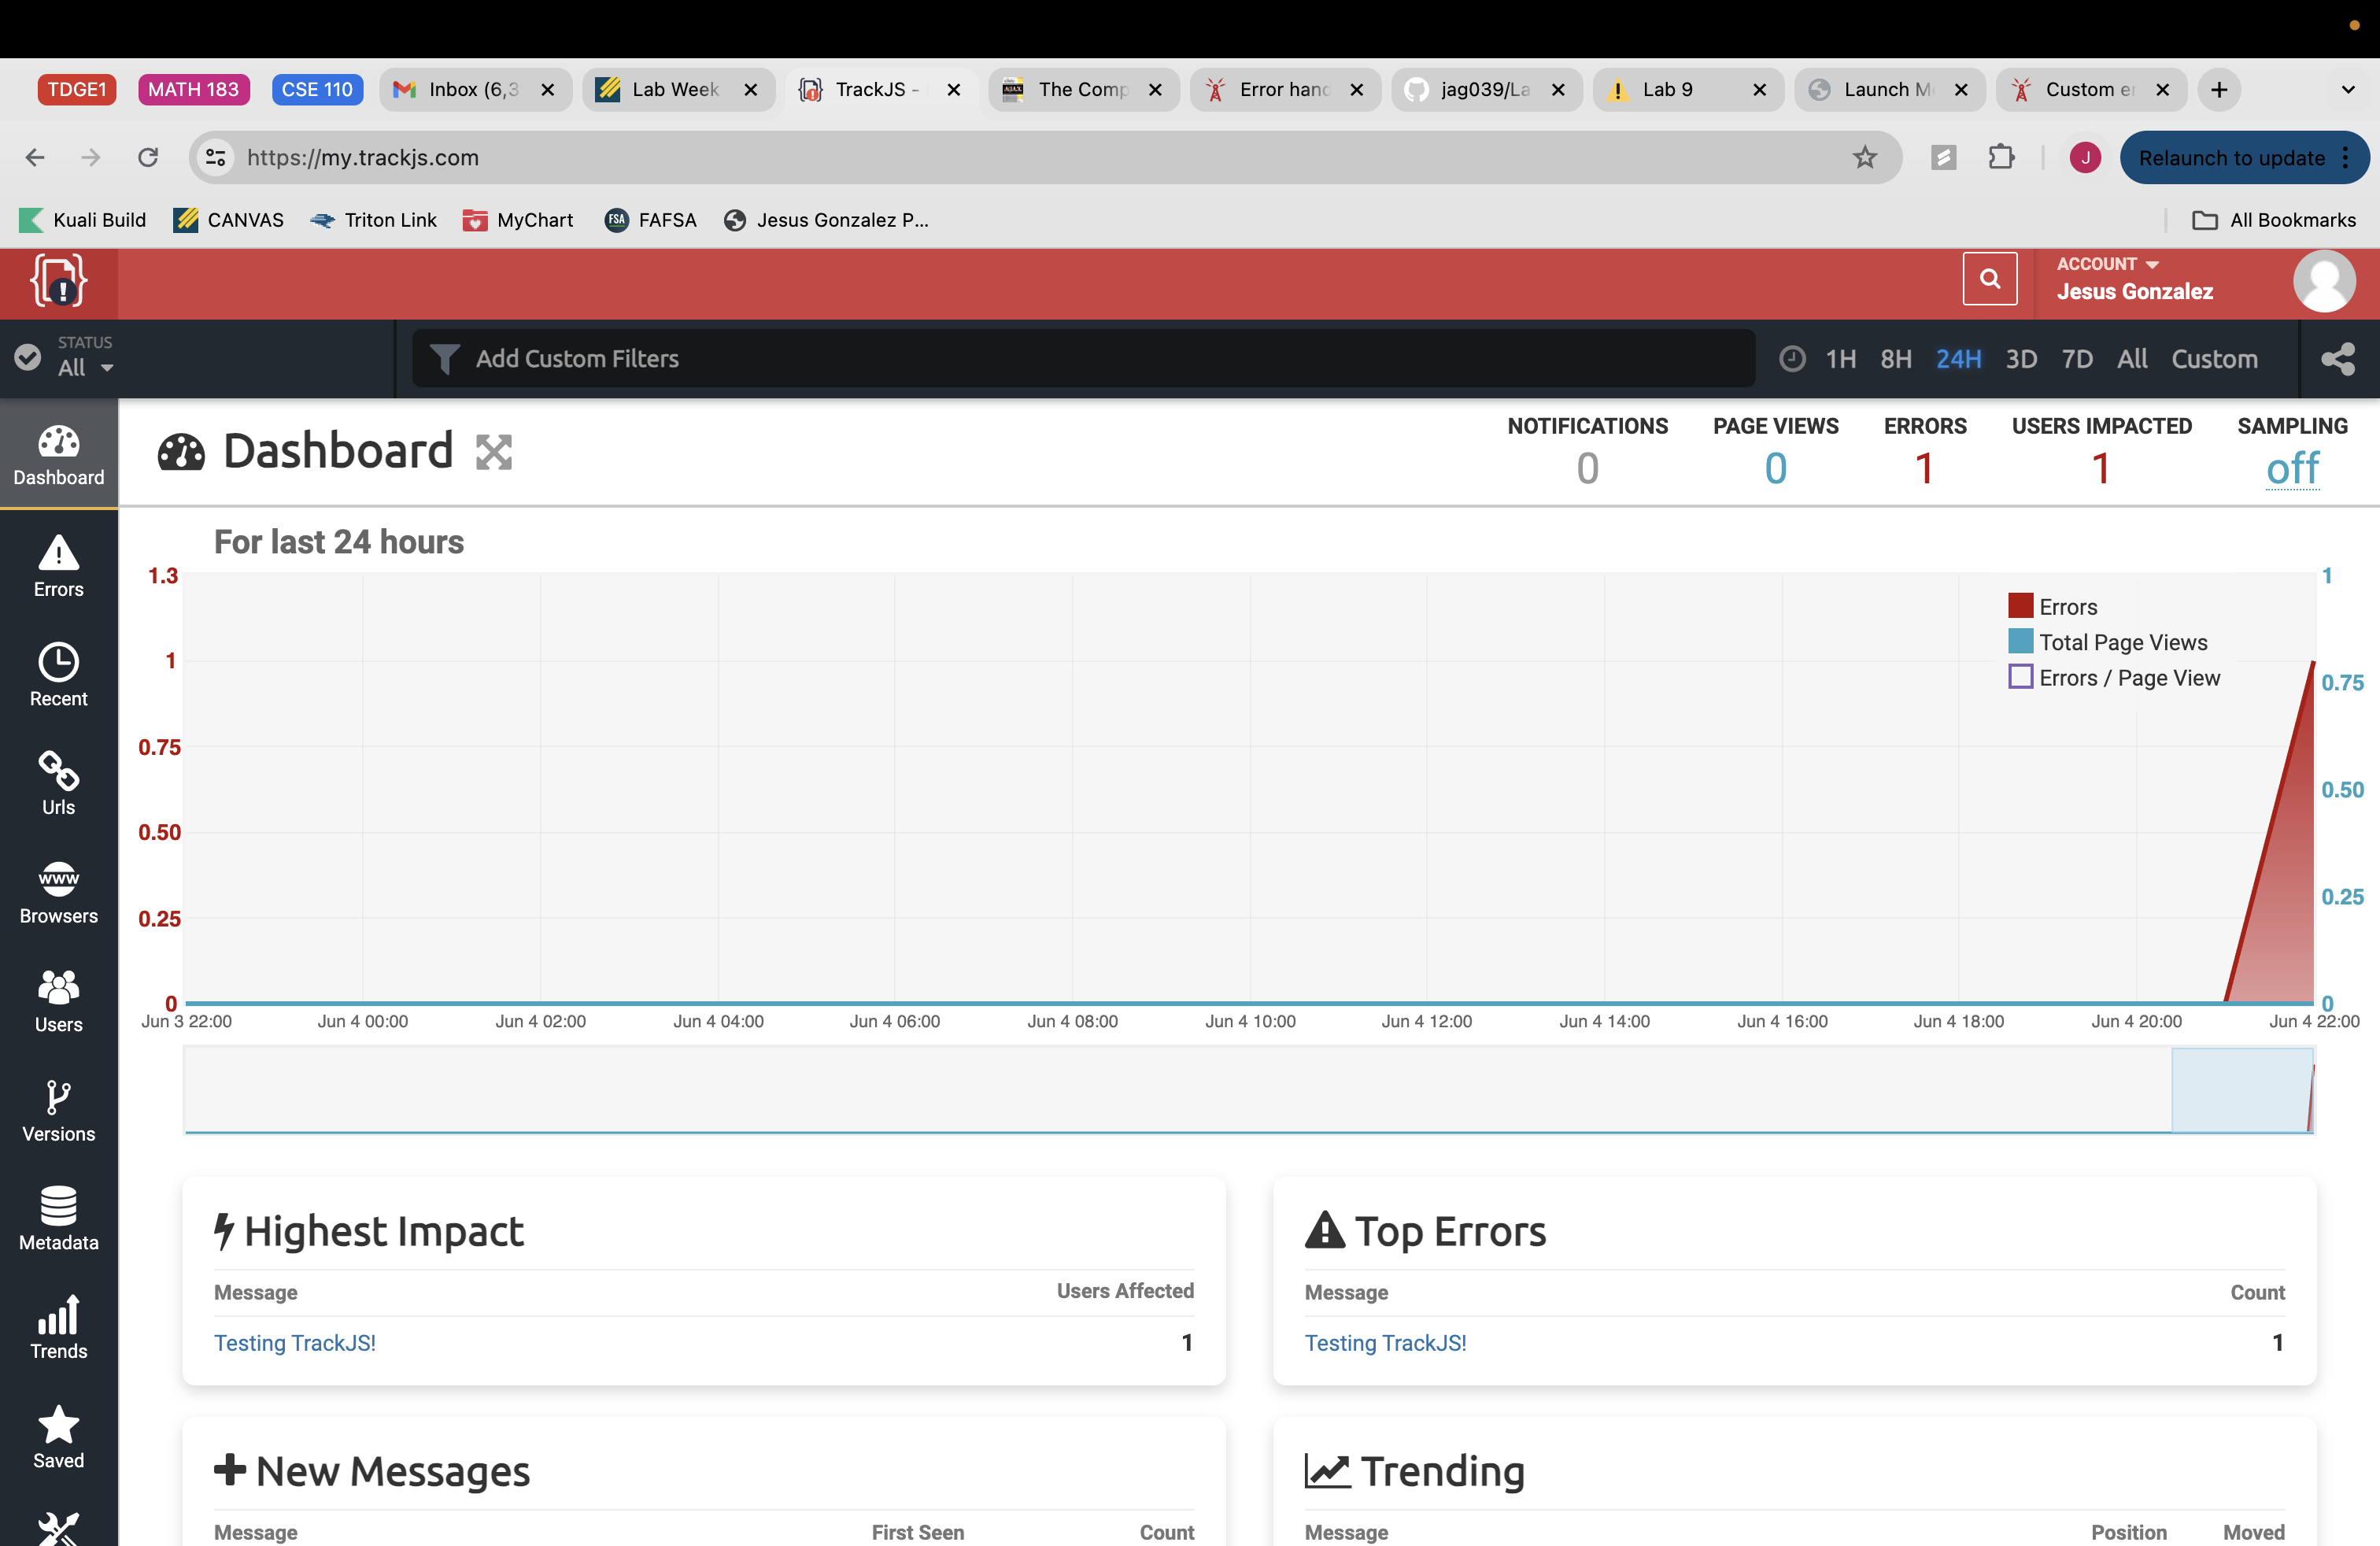 TDGE1 MATH 183 CSE 110 Inbox (6,3 Lab Week TrackJS - The Comp Error hand jag039/La Lab 9 Launch M Custom er
https://my.trackjs.com Relaunch to update
Kuali Build CANVAS Triton Link MyChart FSA FAFSA Jesus Gonzalez P... All Bookmarks
ACCOUNT
Jesus Gonzalez
STATUS
All
Add Custom Filters
1H 8H 24H 3D 7D All Custom
Dashboard
Errors
Recent
Urls
www
Browsers
Users
Versions
Metadata
Trends
Saved
Dashboard
NOTIFICATIONS PAGE VIEWS ERRORS USERS IMPACTED SAMPLING
0 0 1 1 off
For last 24 hours
1.3
1
0.75
0.50
0.25
0
Errors
Total Page Views
Errors / Page View
1
0.75
0.50
0.25
0
Jun 3 22:00 Jun 4 00:00 Jun 4 02:00 Jun 4 04:00 Jun 4 06:00 Jun 4 08:00 Jun 4 10:00 Jun 4 12:00 Jun 4 14:00 Jun 4 16:00 Jun 4 18:00 Jun 4 20:00 Jun 4 22:00
Highest Impact
Message Users Affected
Testing TrackJS! 1
Top Errors
Message Count
Testing TrackJS! 1
New Messages
Message First Seen Count
Trending
Message Position Moved